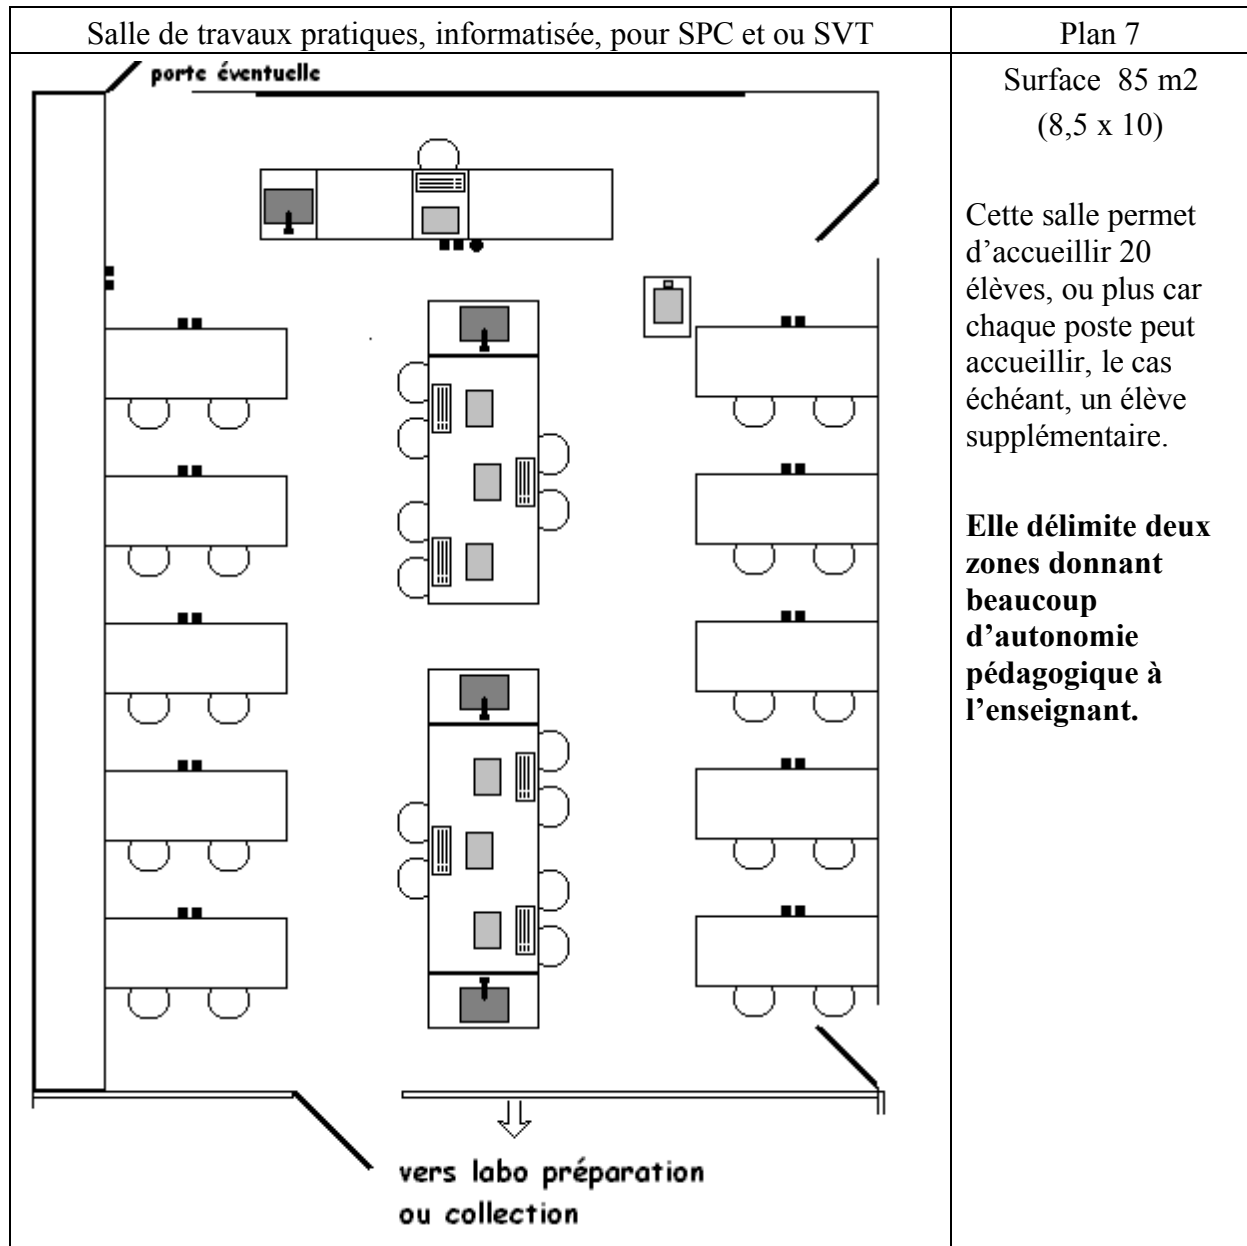 Salle de travaux pratiques, informatisée, pour SPC et ou SVT
Plan 7
porte éventuelle
Surface 85 m2
(8,5 x 10)
Cette salle permet
d’accueillir 20
élèves, ou plus car
chaque poste peut
accueillir, le cas
échéant, un élève
supplémentaire.
Elle délimite deux
zones donnant
beaucoup
d’autonomie
pédagogique à
l’enseignant.
vers labo préparation
ou collection